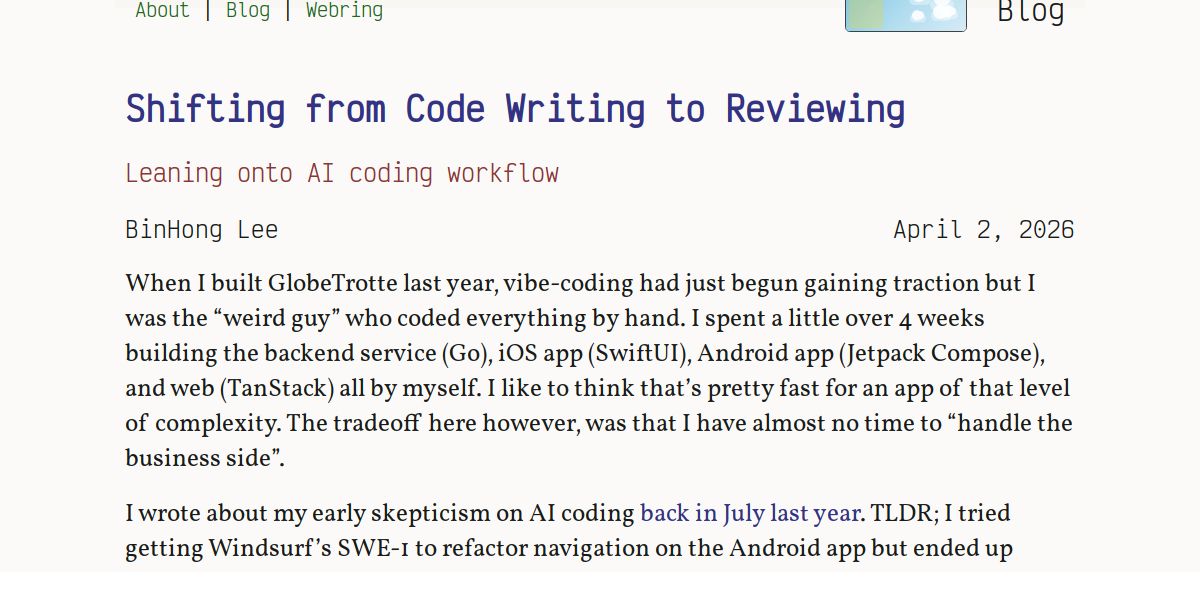 About | Blog | Webring
Blog
Shifting from Code Writing to Reviewing
Leaning onto AI coding workflow
BinHong Lee
April 2, 2026
When I built GlobeTrotte last year, vibe-coding had just begun gaining traction but I
was the “weird guy” who coded everything by hand. I spent a little over 4 weeks
building the backend service (Go), iOS app (SwiftUI), Android app (Jetpack Compose),
and web (TanStack) all by myself. I like to think that’s pretty fast for an app of that level
of complexity. The tradeoff here however, was that I have almost no time to “handle the
business side”.
I wrote about my early skepticism on AI coding back in July last year. TLDR; I tried
getting Windsurf’s SWE-1 to refactor navigation on the Android app but ended up